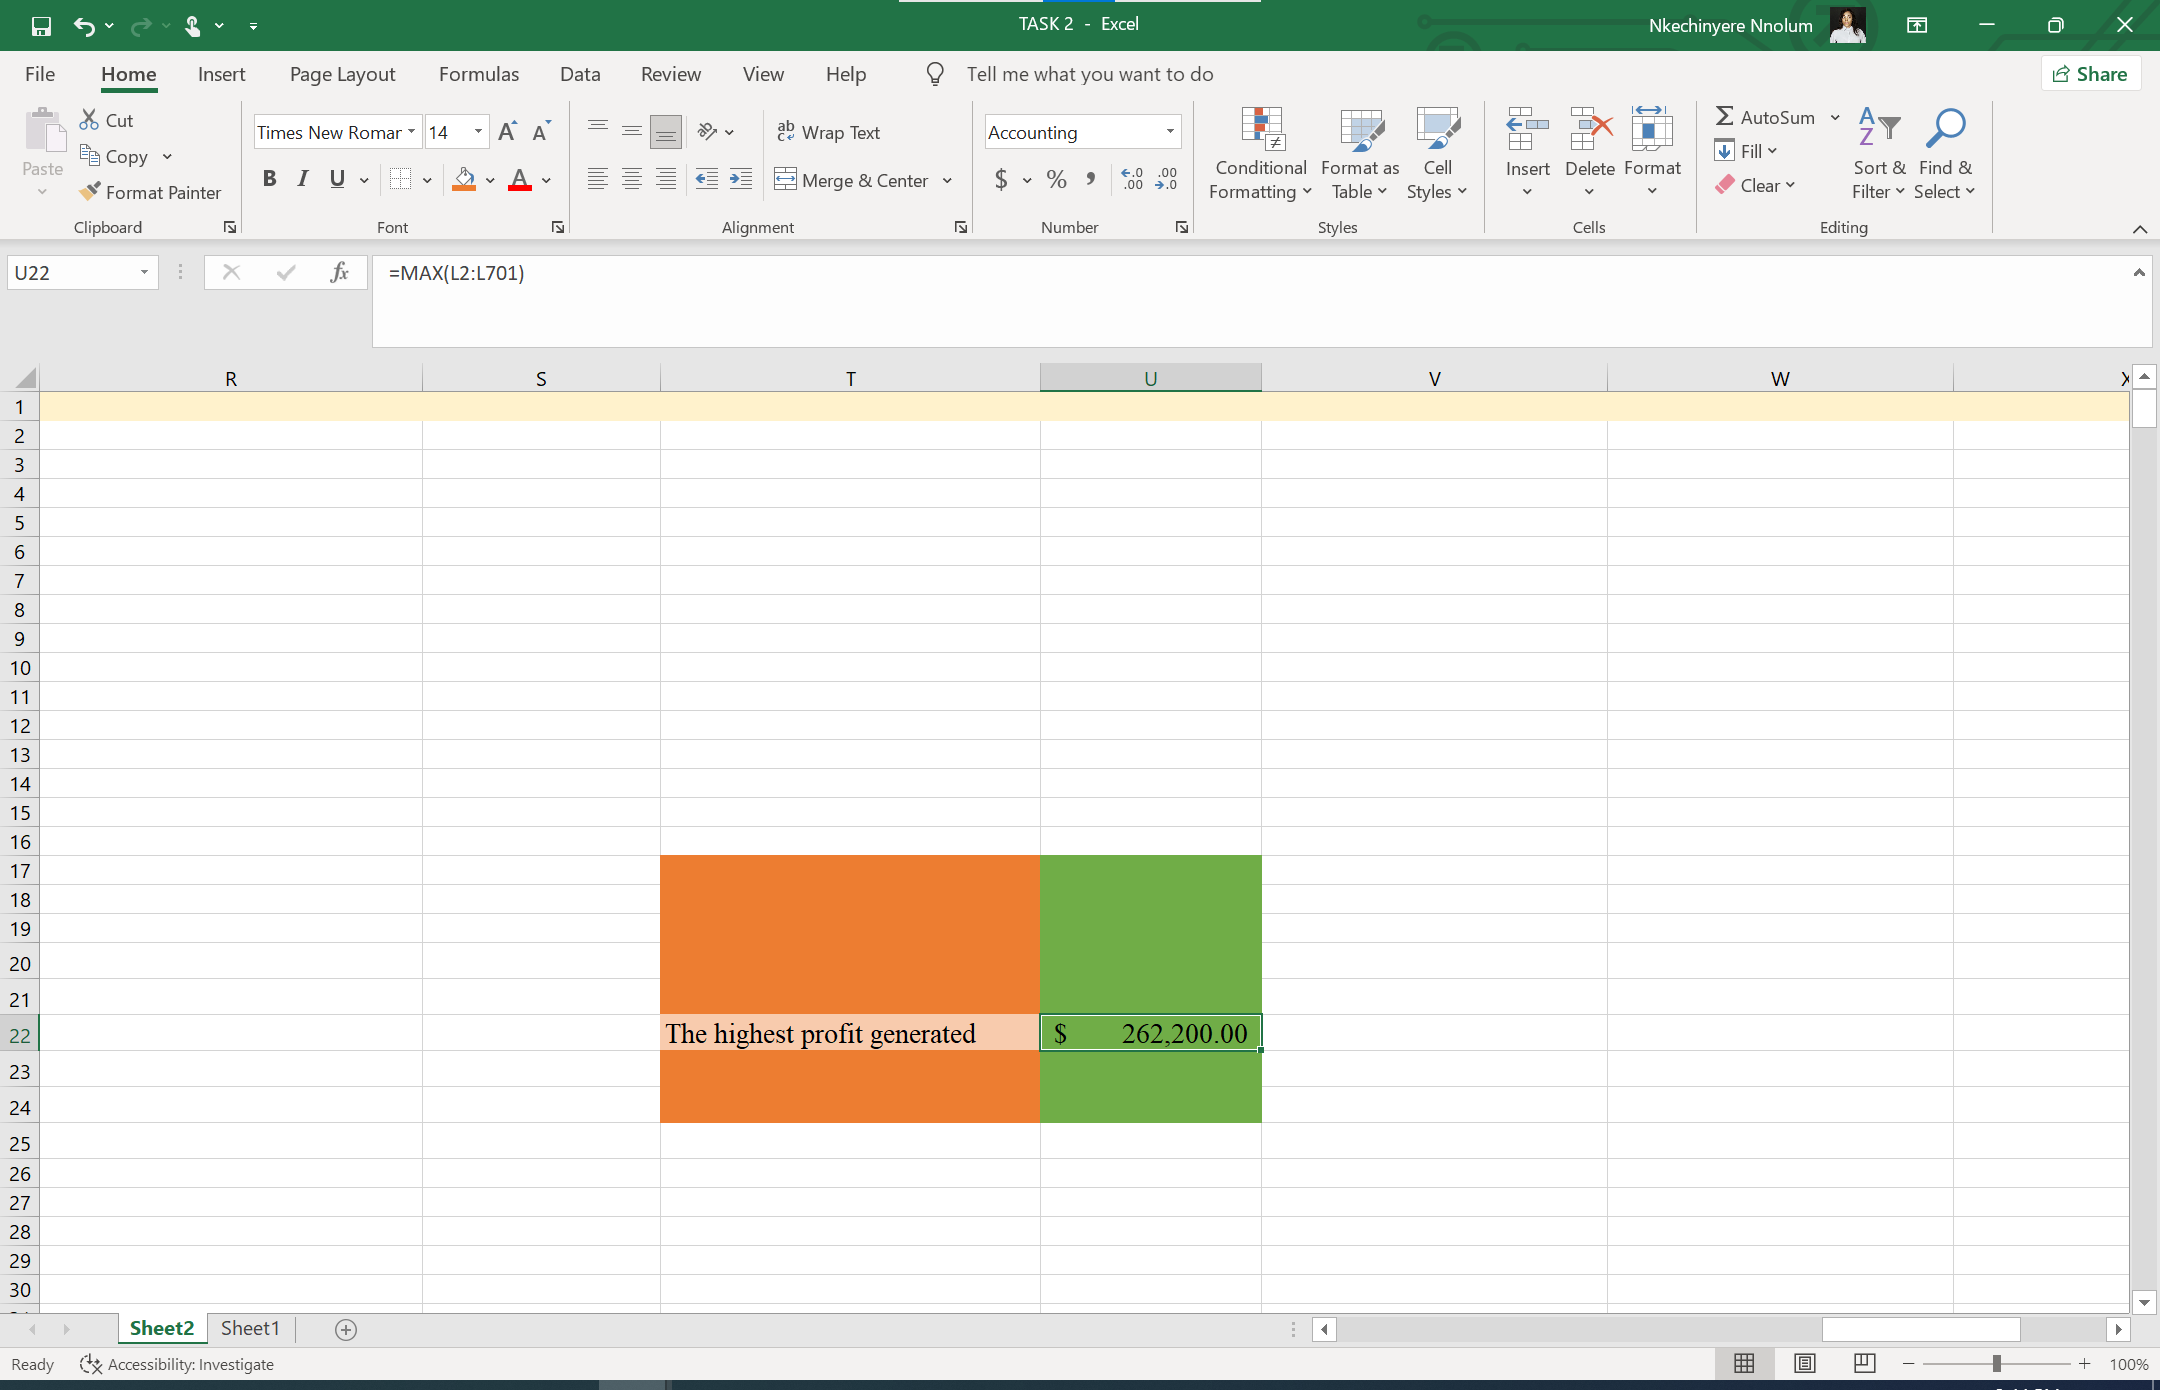 TASK 2 - Excel
Nkechinyere Nnolum
File Home Insert Page Layout Formulas Data Review View Help Tell me what you want to do Share
Paste
Cut
Copy
Format Painter
Clipboard
Times New Romar 14 A A
B I U A
Font
ab Wrap Text
Merge & Center
Alignment
Accounting
$ % ,
Number
Conditional Formatting
Format as Table
Cell Styles
Styles
Insert Delete Format
Cells
AutoSum
Fill
Clear
Sort & Filter
Find & Select
Editing
U22 fx =MAX(L2:L701)
R S T U V W X
1
2
3
4
5
6
7
8
9
10
11
12
13
14
15
16
17
18
19
20
21
22 The highest profit generated $ 262,200.00
23
24
25
26
27
28
29
30
Sheet2 Sheet1
Ready Accessibility: Investigate 100%